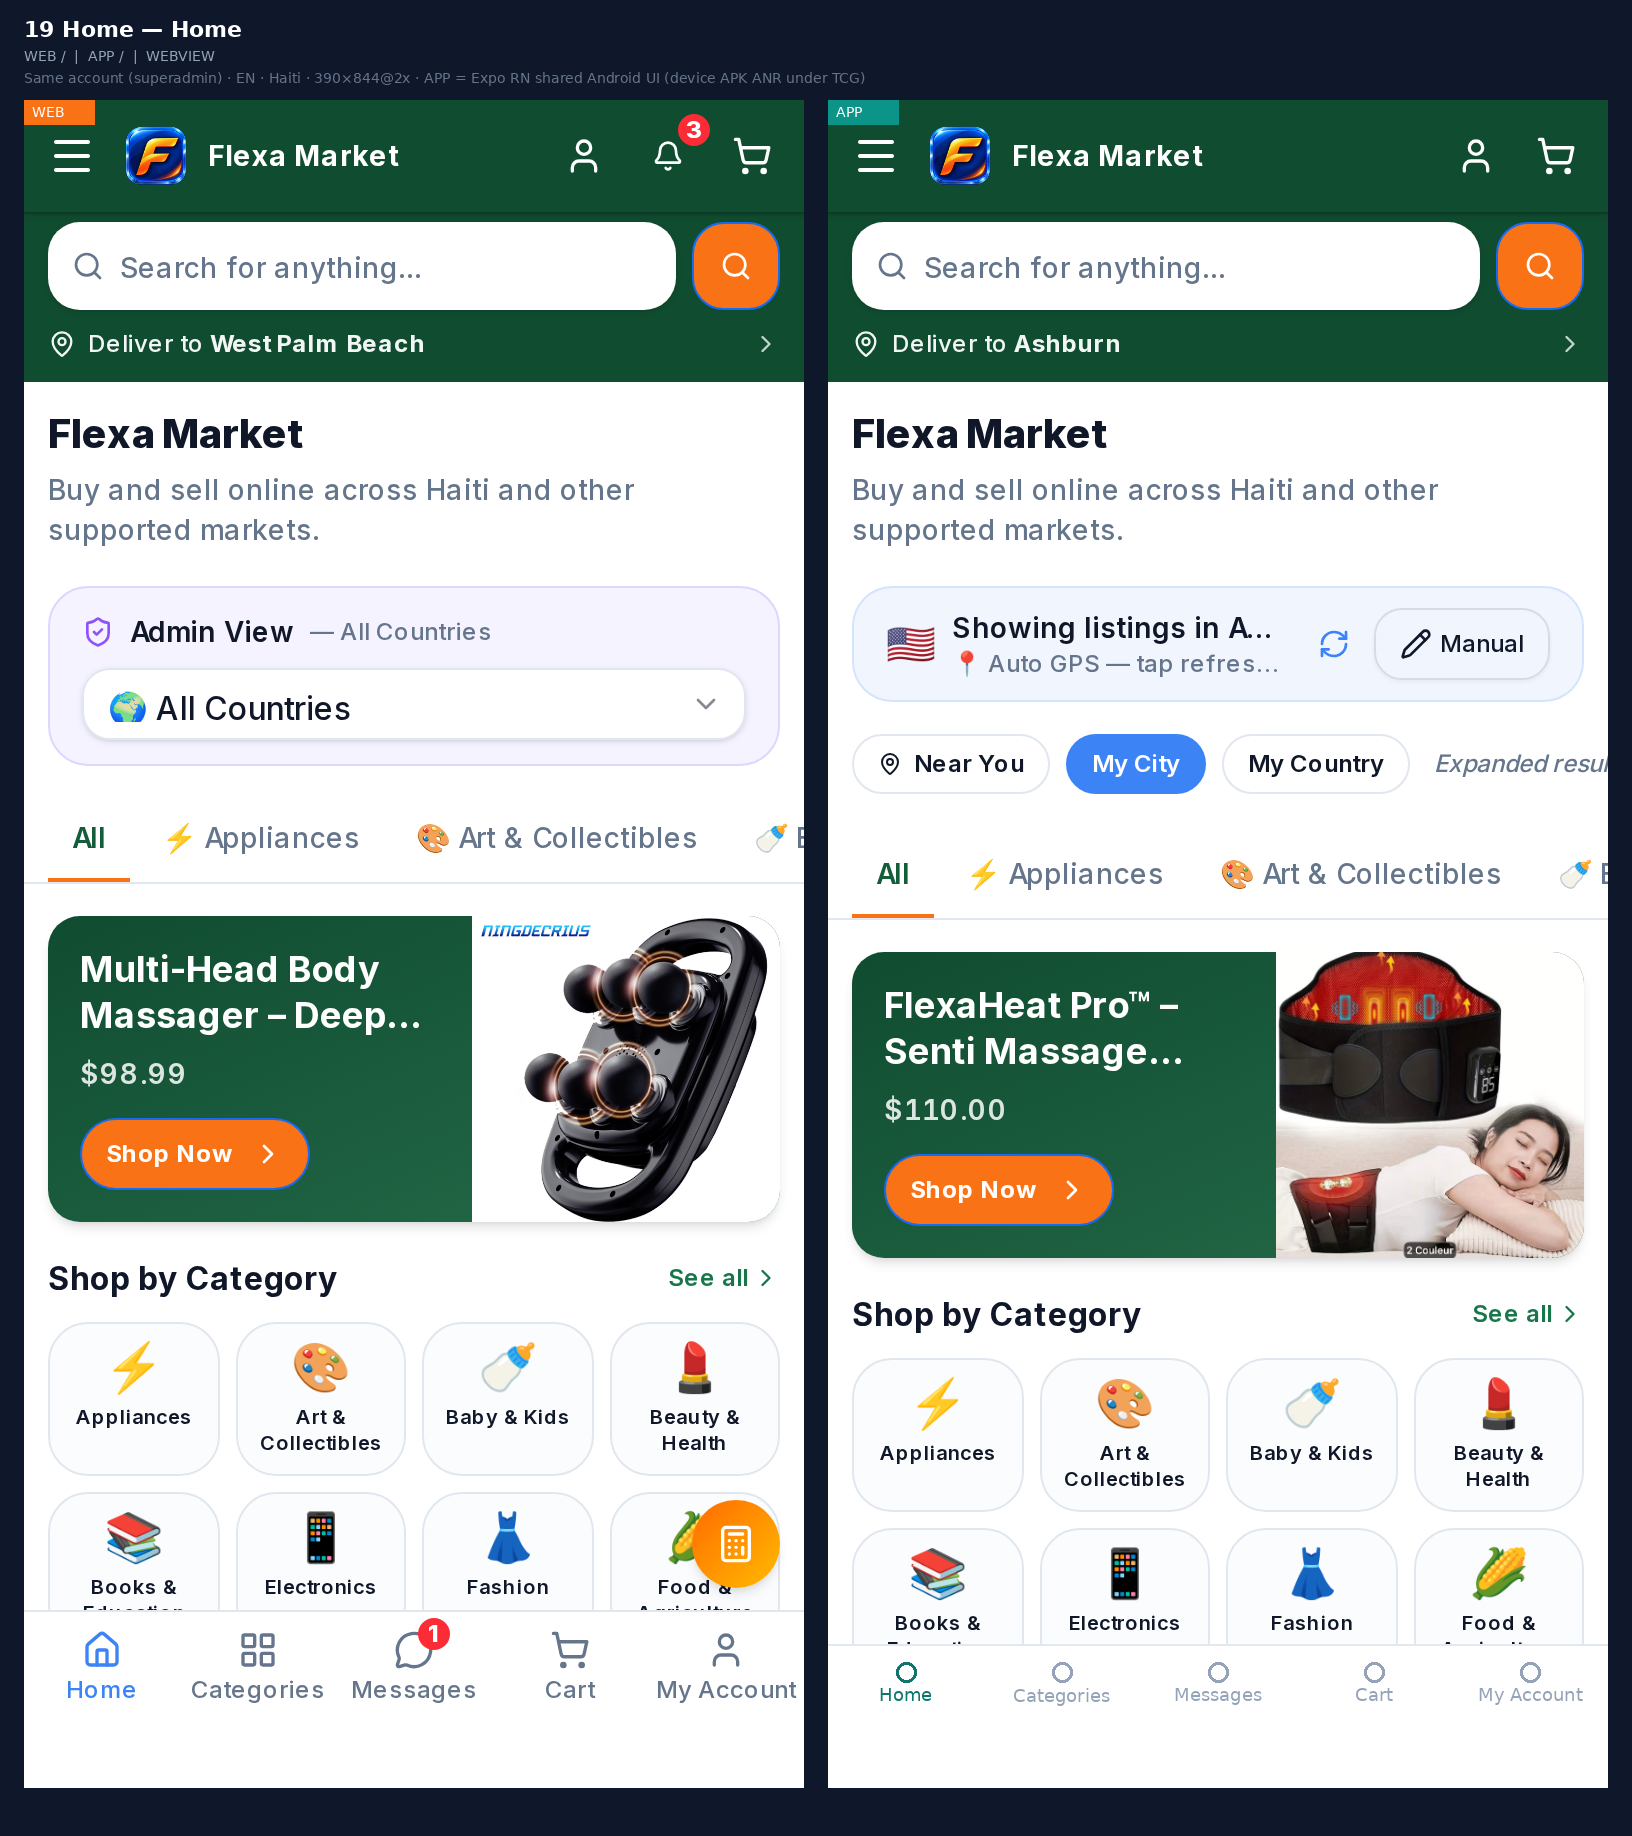 19 Home — Home
WEB / | APP / | WEBVIEW
Same account (superadmin) · EN · Haiti · 390×844@2x · APP = Expo RN shared Android UI (device APK ANR under TCG)
WEB
Flexa Market
3
Search for anything...
Deliver to West Palm Beach
Flexa Market
Buy and sell online across Haiti and other
supported markets.
Admin View — All Countries
All Countries
All
Appliances
Art & Collectibles
NINGDECRIUS
Multi-Head Body
Massager – Deep...
$98.99
Shop Now
Shop by Category
See all
Appliances
Art &
Collectibles
Baby & Kids
Beauty &
Health
Books &
Education
Electronics
Fashion
Food &
Agriculture
1
Home
Categories
Messages
Cart
My Account
APP
Flexa Market
Search for anything...
Deliver to Ashburn
Flexa Market
Buy and sell online across Haiti and other
supported markets.
Showing listings in A...
Auto GPS — tap refres...
Manual
Near You
My City
My Country
Expanded resul
All
Appliances
Art & Collectibles
FlexaHeat Pro™ –
Senti Massage...
$110.00
Shop Now
85
2 Couleur
Shop by Category
See all
Appliances
Art &
Collectibles
Baby & Kids
Beauty &
Health
Books &
Electronics
Fashion
Food &
Home
Categories
Messages
Cart
My Account